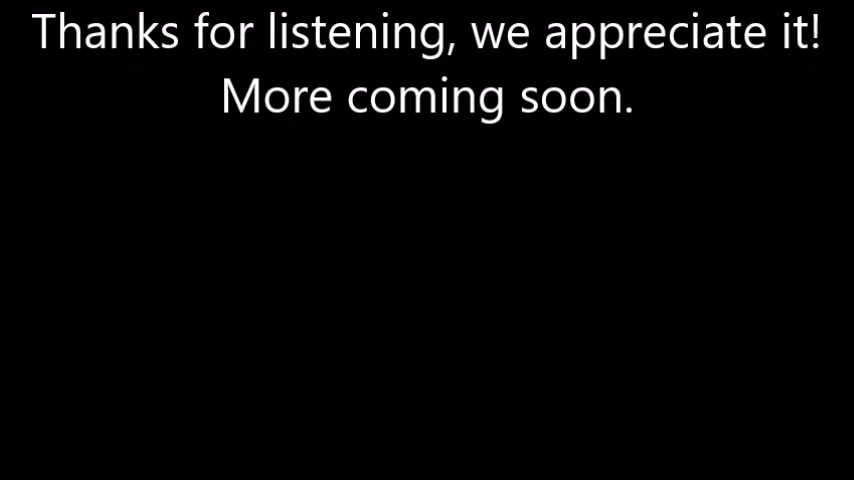 Thanks for listening, we appreciate it!
More coming soon.